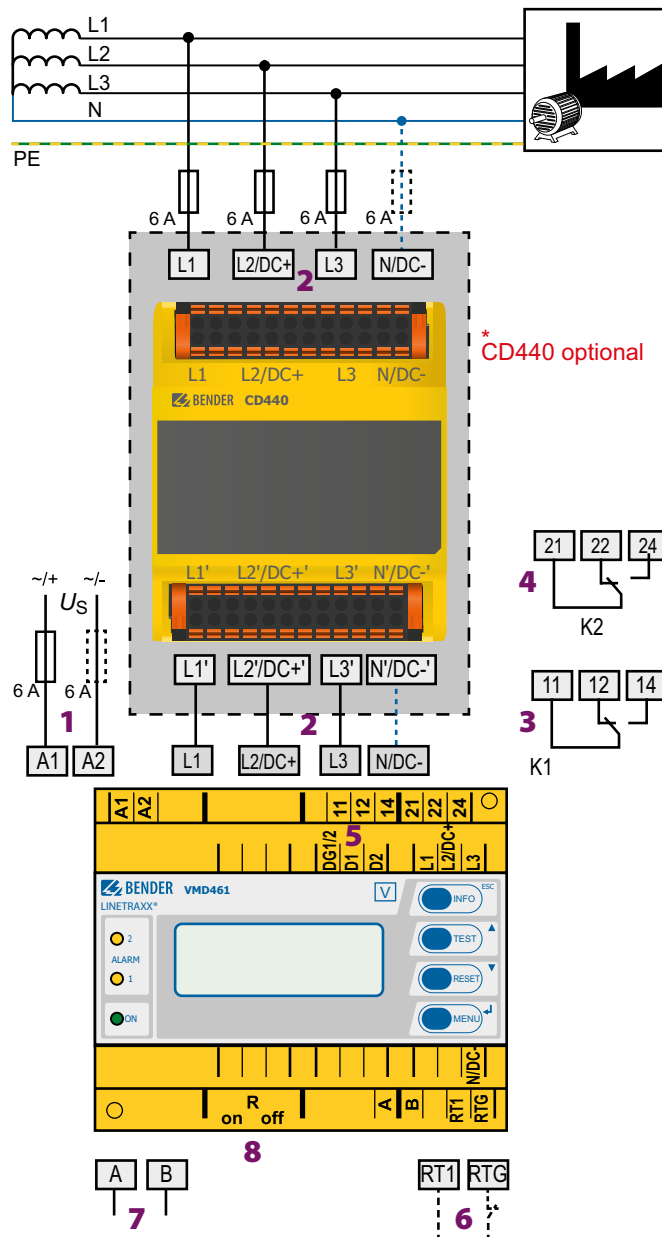 L1
L2
L3
N
PE
6 A 6 A 6 A 6 A
L1 L2/DC+ L3 N/DC-
2
*
CD440 optional
L1 L2/DC+ L3 N/DC-
BENDER CD440
L1' L2'/DC+' L3' N'/DC-'
21 22 24
4
K2
~/+ ~/-
US
6 A 6 A
1
A1 A2
L1' L2'/DC+' L3' N'/DC-'
2
L1 L2/DC+ L3 N/DC-
11 12 14
3
K1
A1 A2 11 12 14 21 22 24
5
DG1/2 D1 D2 L1 L2/DC+ L3
BENDER VMD461
LINETRAXX®
V
INFO ESC
2
TEST
ALARM
1
RESET
ON
MENU
N/DC-
R
on off
A B RT1 RTG
8
A B
7
RT1 RTG
6